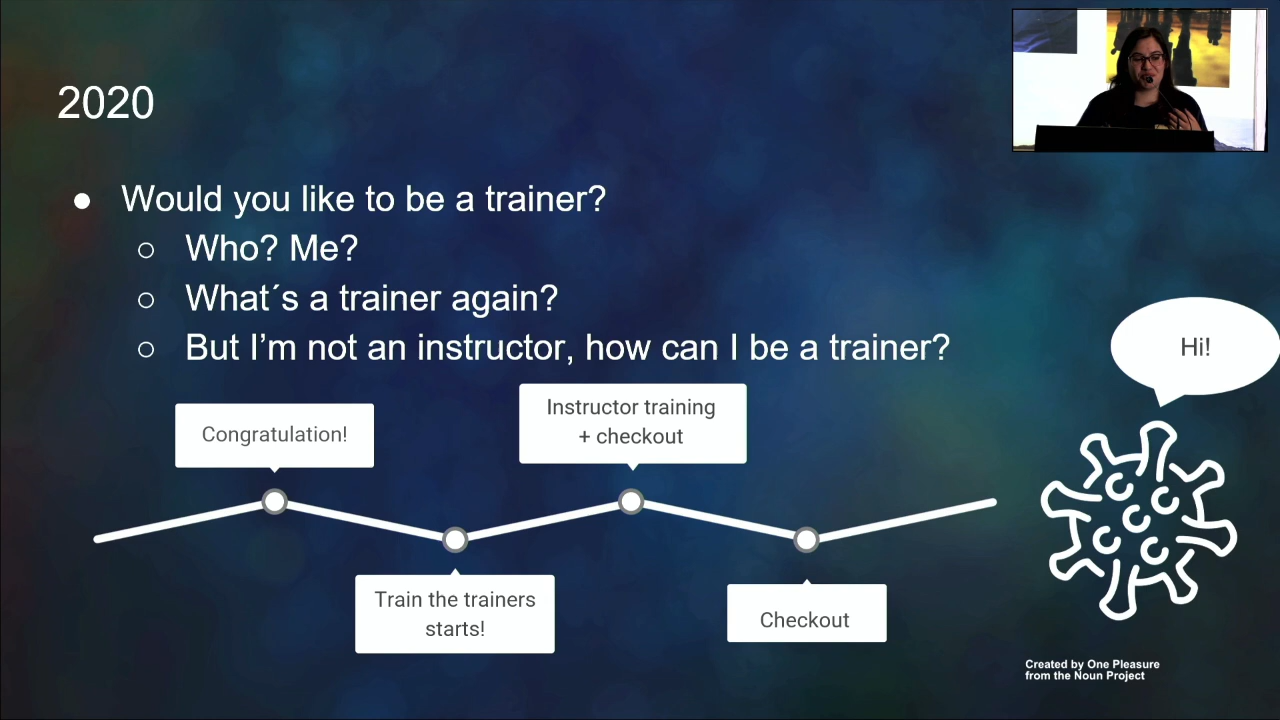 2020
Would you like to be a trainer?
Who? Me?
What´s a trainer again?
But I’m not an instructor, how can I be a trainer?
Hi!
Congratulation!
Instructor training
+ checkout
Train the trainers
starts!
Checkout
Created by One Pleasure
from the Noun Project